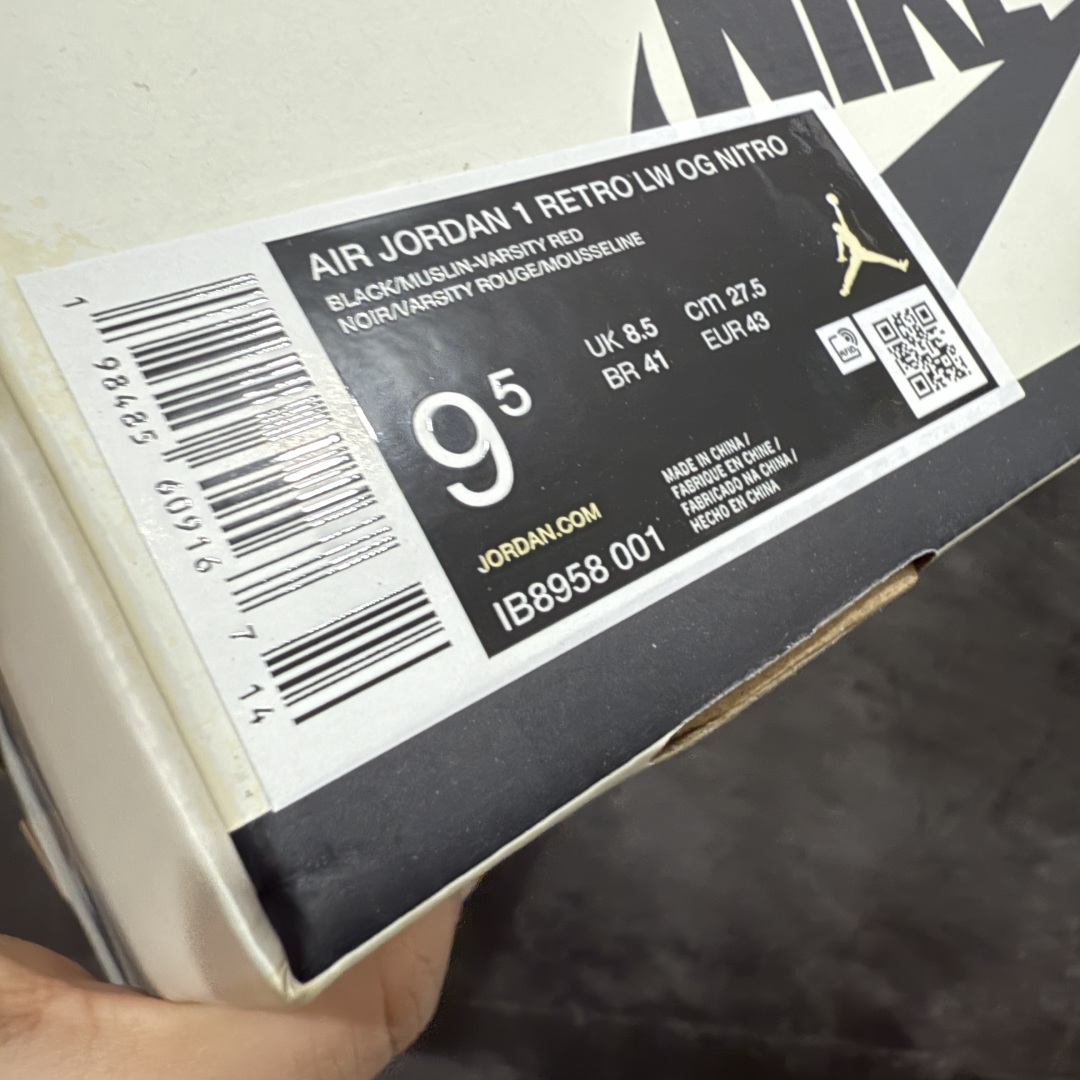 NIKE
AIR JORDAN 1 RETRO LW OG NITRO
BLACK/MUSLIN-VARSITY RED
NOIR/VARSITY ROUGE/MOUSSELINE
UK 8.5 cm 27.5
BR 41 EUR 43
9 5
RFID
MADE IN CHINA /
FABRIQUE EN CHINE /
FABRICADO NA CHINA /
HECHO EN CHINA
JORDAN.COM
IB8958 001
1 98485 60916 7 14